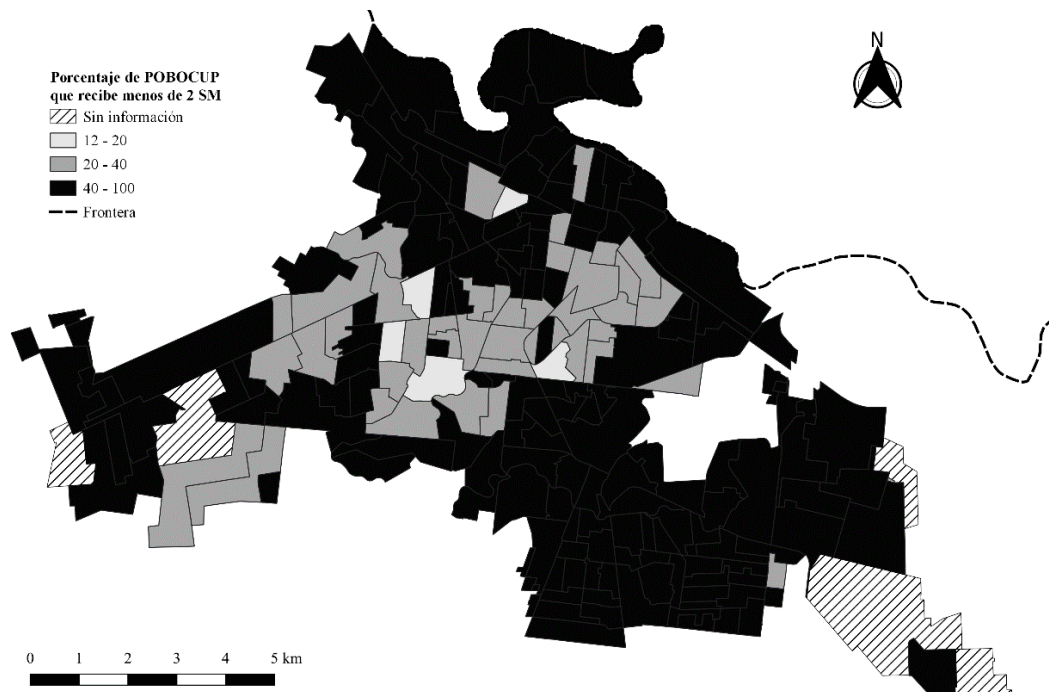 N
Porcentaje de POBOCUP
que recibe menos de 2 SM
Sin información
12 - 20
20 - 40
40 - 100
Frontera
0 1 2 3 4 5 km